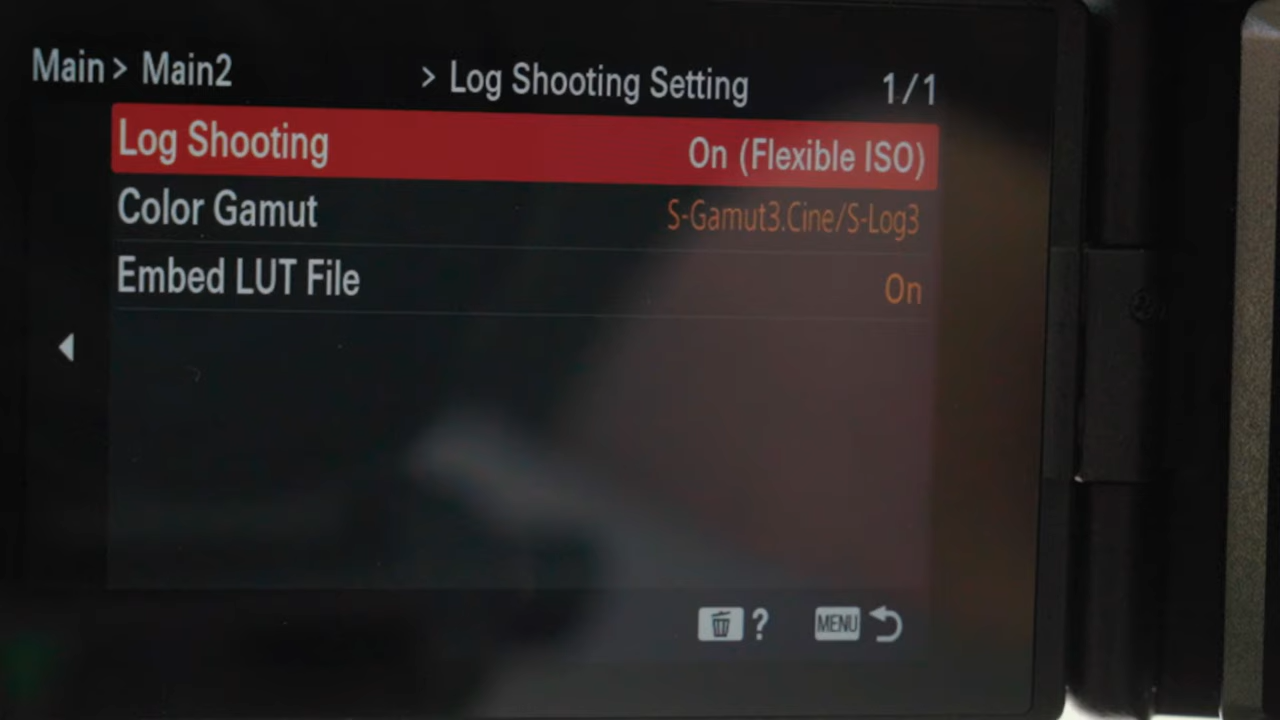 Main > Main2 > Log Shooting Setting 1/1
Log Shooting On (Flexible ISO)
Color Gamut S-Gamut3.Cine/S-Log3
Embed LUT File On
? MENU